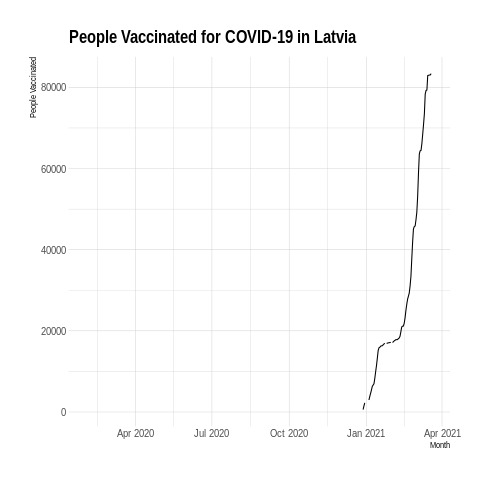 People Vaccinated for COVID-19 in Latvia
People Vaccinated
80000
60000
40000
20000
0
Apr 2020 Jul 2020 Oct 2020 Jan 2021 Apr 2021
Month